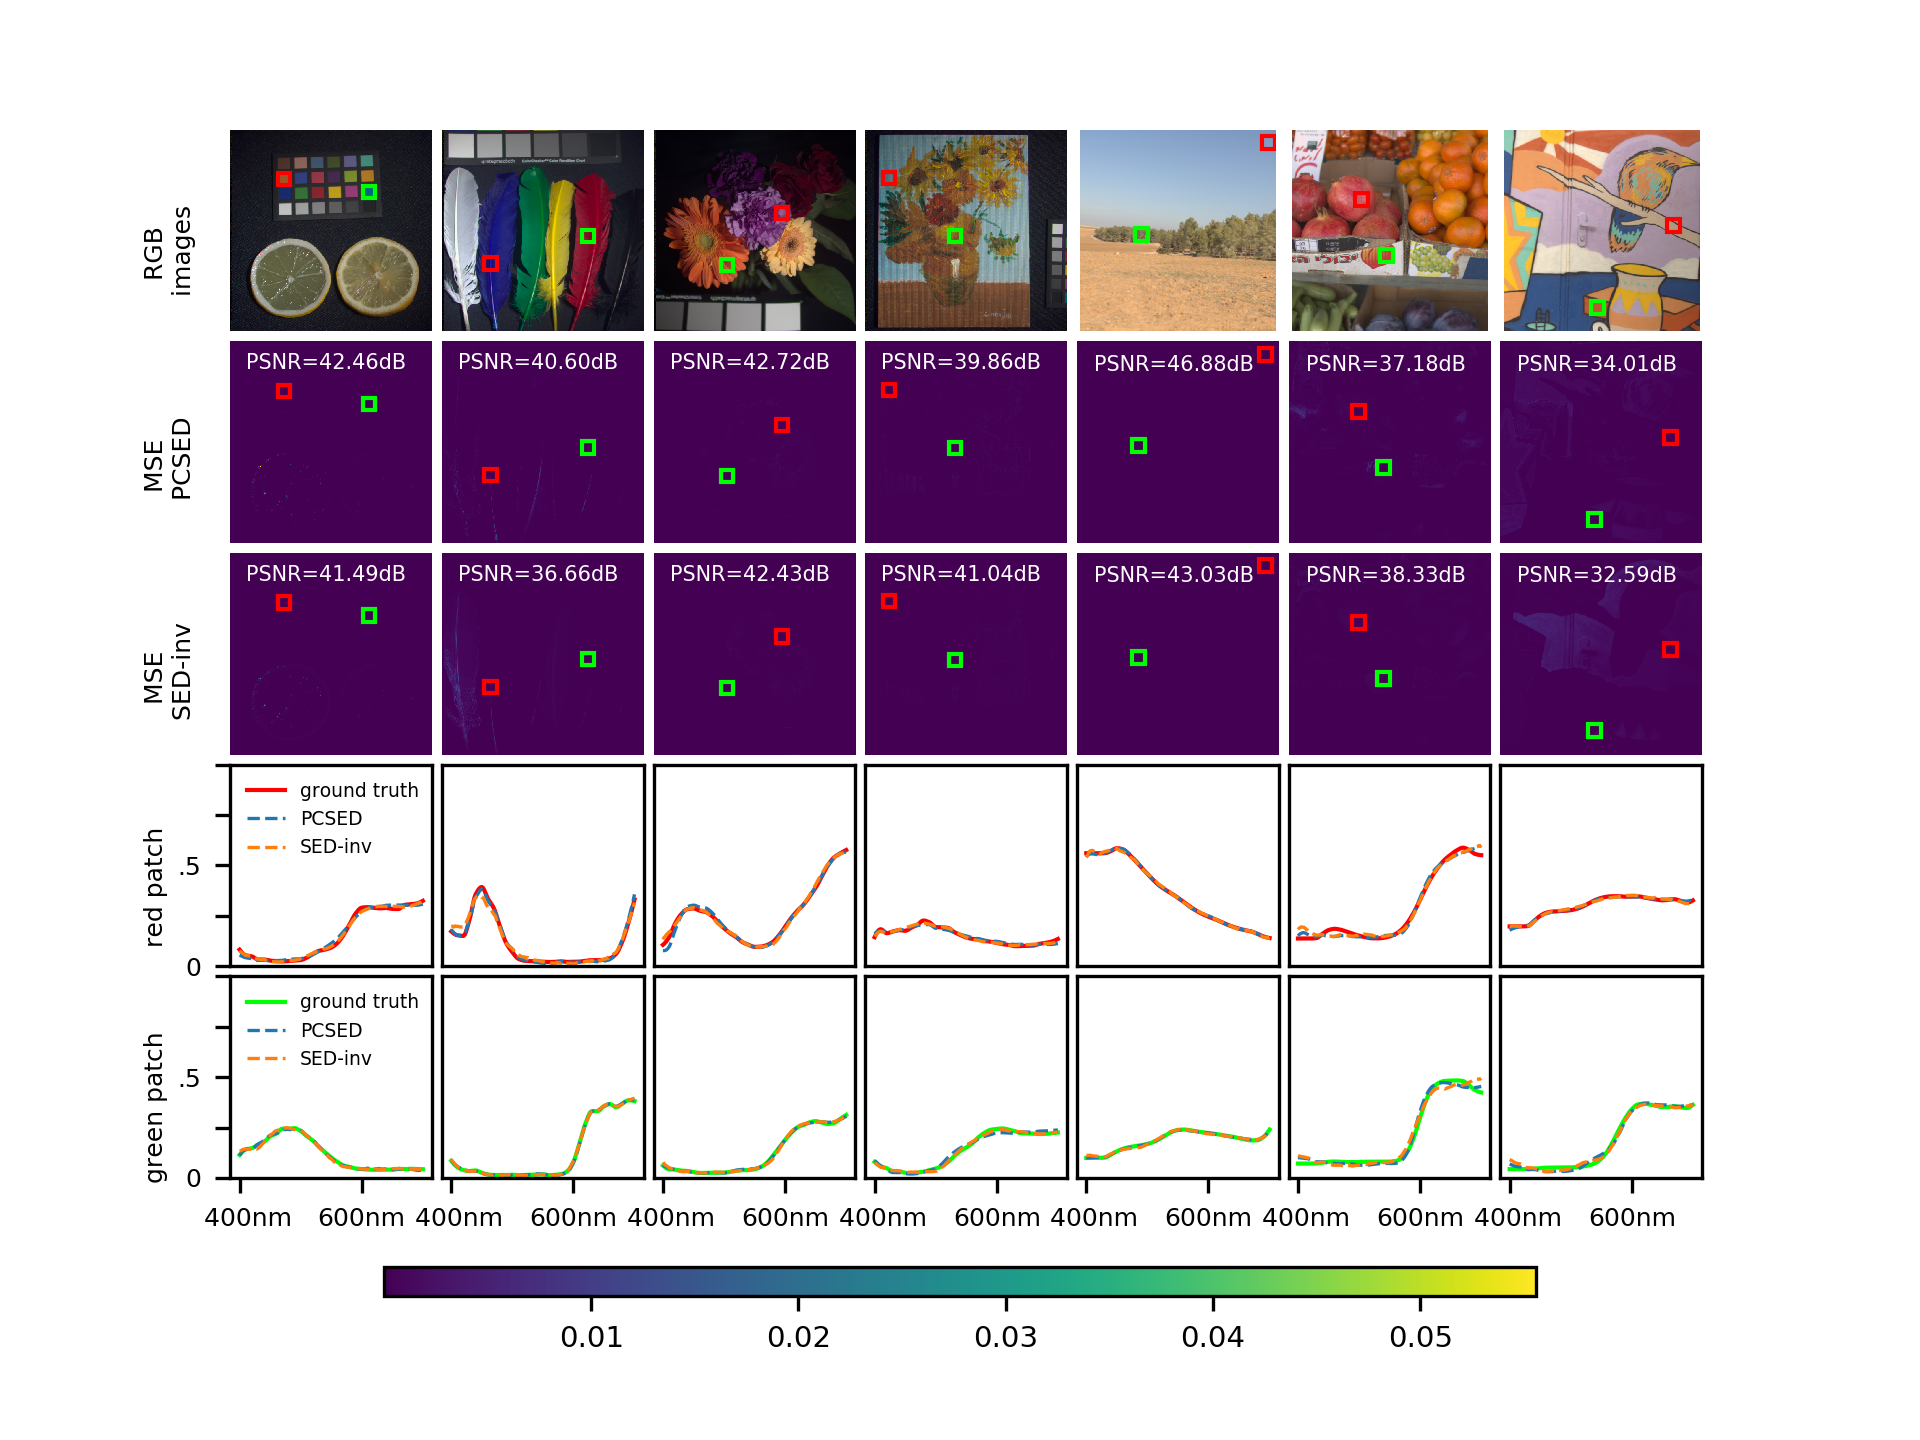 RGB
images
PSNR=42.46dB PSNR=40.60dB PSNR=42.72dB PSNR=39.86dB PSNR=46.88dB PSNR=37.18dB PSNR=34.01dB
MSE
PCSED
PSNR=41.49dB PSNR=36.66dB PSNR=42.43dB PSNR=41.04dB PSNR=43.03dB PSNR=38.33dB PSNR=32.59dB
MSE
SED-inv
red patch
.5
0
ground truth
PCSED
SED-inv
green patch
.5
0
ground truth
PCSED
SED-inv
400nm 600nm 400nm 600nm 400nm 600nm 400nm 600nm 400nm 600nm 400nm 600nm 400nm 600nm
0.01 0.02 0.03 0.04 0.05